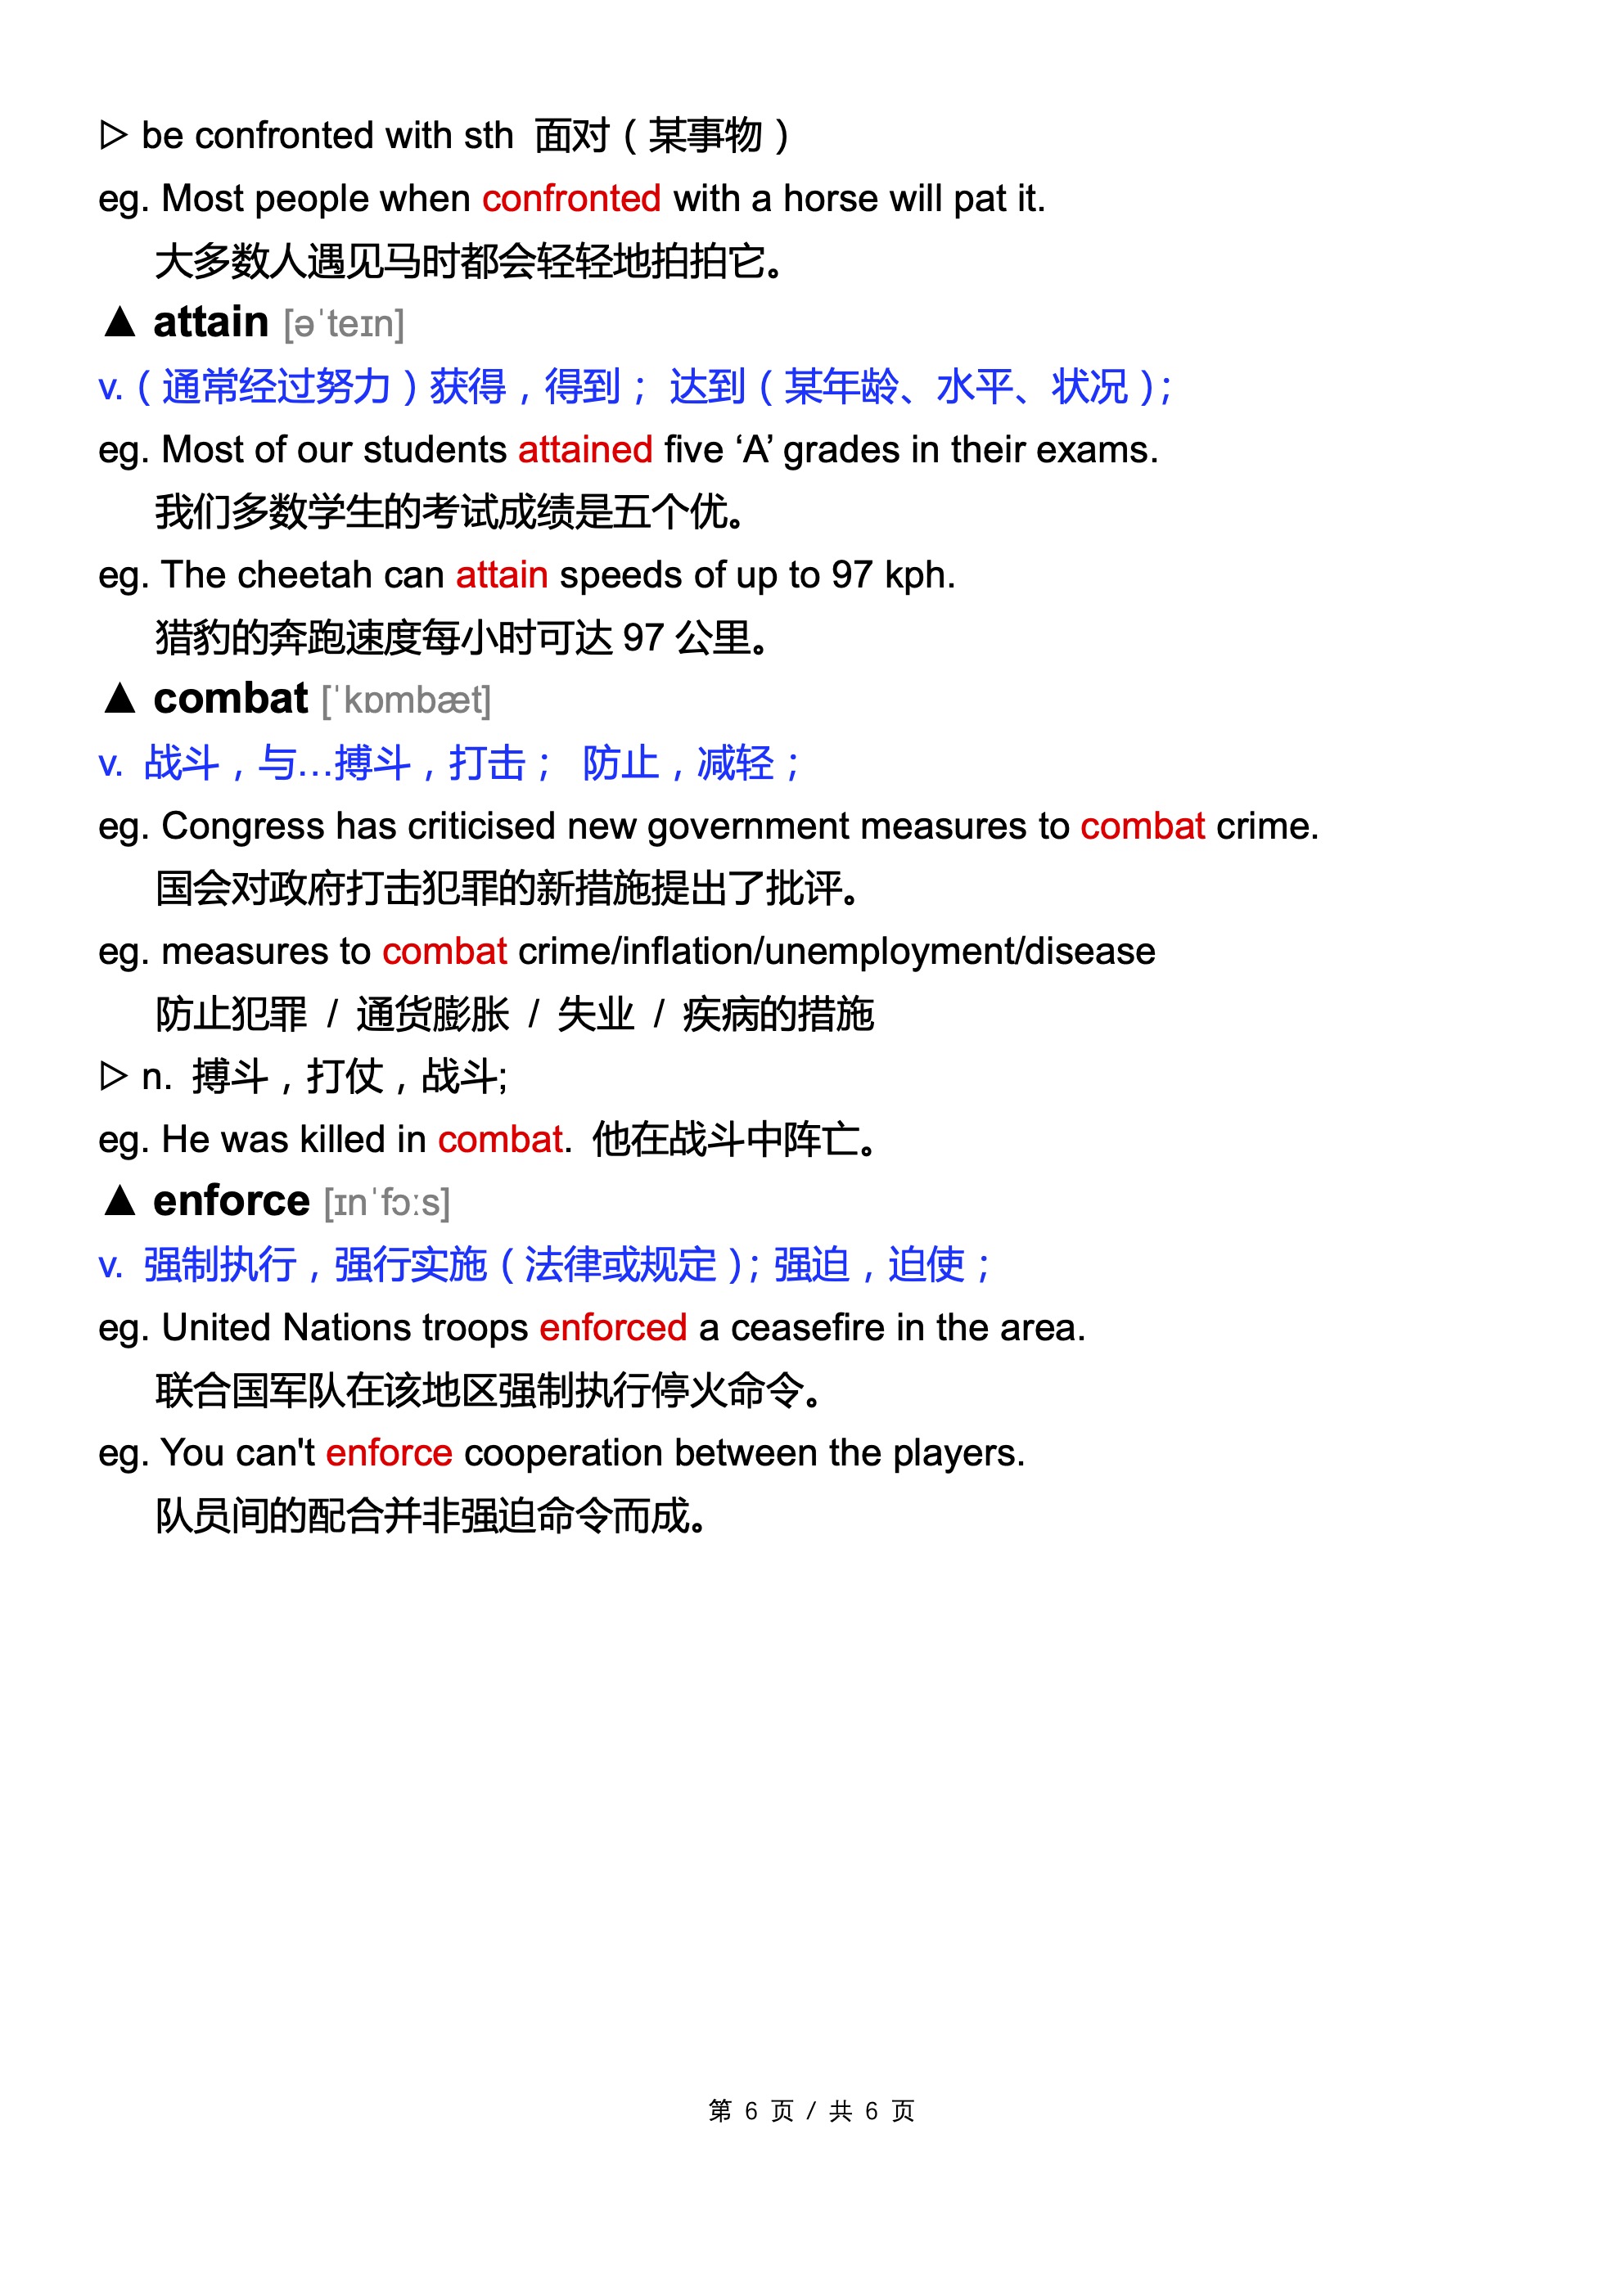 ▷ be confronted with sth 面对（某事物）
eg. Most people when confronted with a horse will pat it.
大多数人遇见马时都会轻轻地拍拍它。
▲ attain [əˈteɪn]
v.（通常经过努力）获得，得到； 达到（某年龄、水平、状况）；
eg. Most of our students attained five ‘A’ grades in their exams.
我们多数学生的考试成绩是五个优。
eg. The cheetah can attain speeds of up to 97 kph.
猎豹的奔跑速度每小时可达 97 公里。
▲ combat [ˈkɒmbæt]
v. 战斗，与…搏斗，打击； 防止，减轻；
eg. Congress has criticised new government measures to combat crime.
国会对政府打击犯罪的新措施提出了批评。
eg. measures to combat crime/inflation/unemployment/disease
防止犯罪 / 通货膨胀 / 失业 / 疾病的措施
▷ n. 搏斗，打仗，战斗;
eg. He was killed in combat. 他在战斗中阵亡。
▲ enforce [ɪnˈfɔːs]
v. 强制执行，强行实施（法律或规定）；强迫，迫使；
eg. United Nations troops enforced a ceasefire in the area.
联合国军队在该地区强制执行停火命令。
eg. You can't enforce cooperation between the players.
队员间的配合并非强迫命令而成。
第 6 页 / 共 6 页